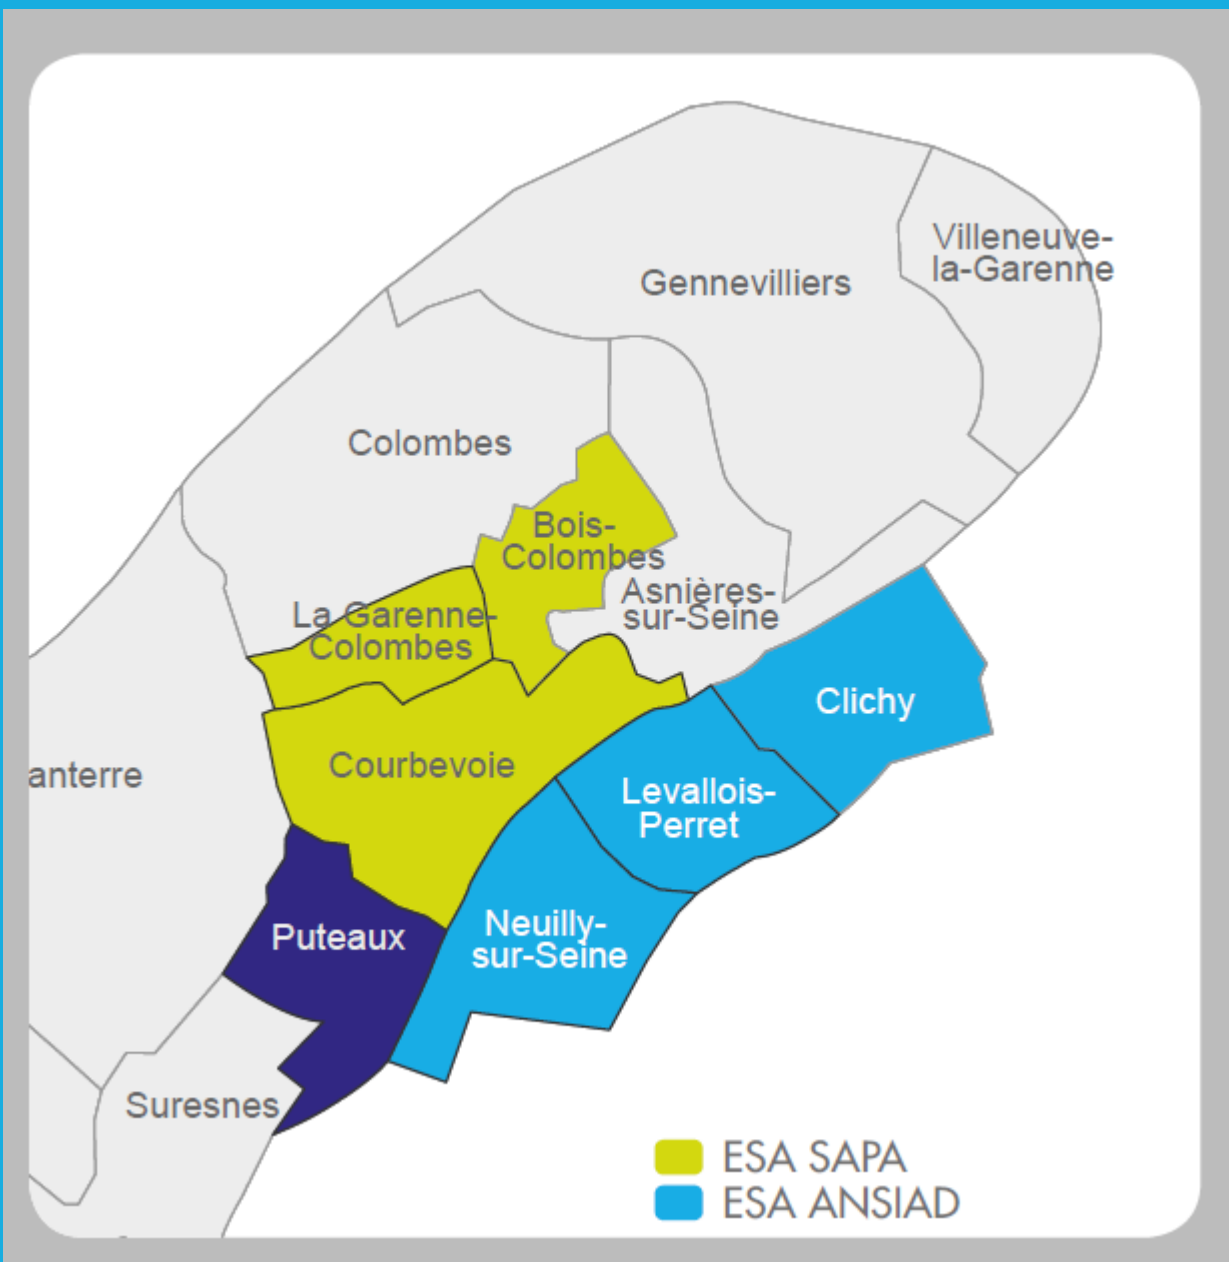 Villeneuve-
la-Garenne
Gennevilliers
Colombes
Bois-
Colombes
Asnières-
sur-Seine
La Garenne-
Colombes
Clichy
Courbevoie
anterre
Levallois-
Perret
Puteaux
Neuilly-
sur-Seine
Suresnes
ESA SAPA
ESA ANSIAD